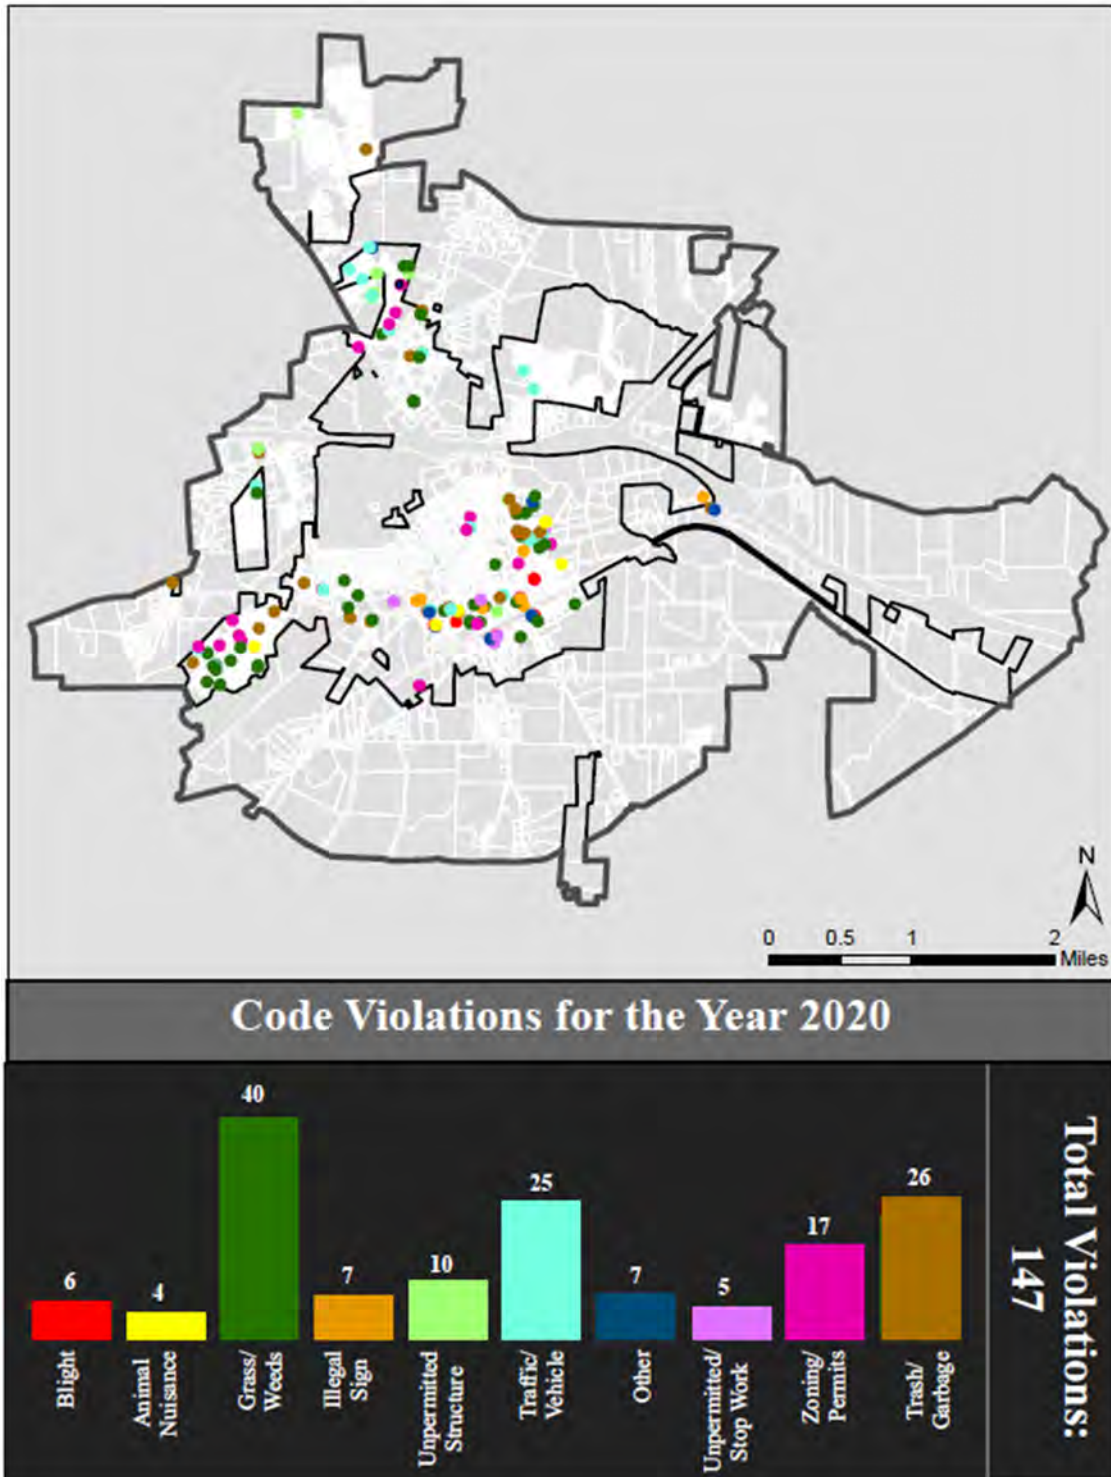 N
0 0.5 1 2
Miles
Code Violations for the Year 2020
6
4
40
7
10
25
7
5
17
26
Blight
Animal
Nuisance
Grass/
Weeds
Illegal
Sign
Unpermitted
Structure
Traffic/
Vehicle
Other
Unpermitted/
Stop Work
Zoning/
Permits
Trash/
Garbage
Total Violations:
147